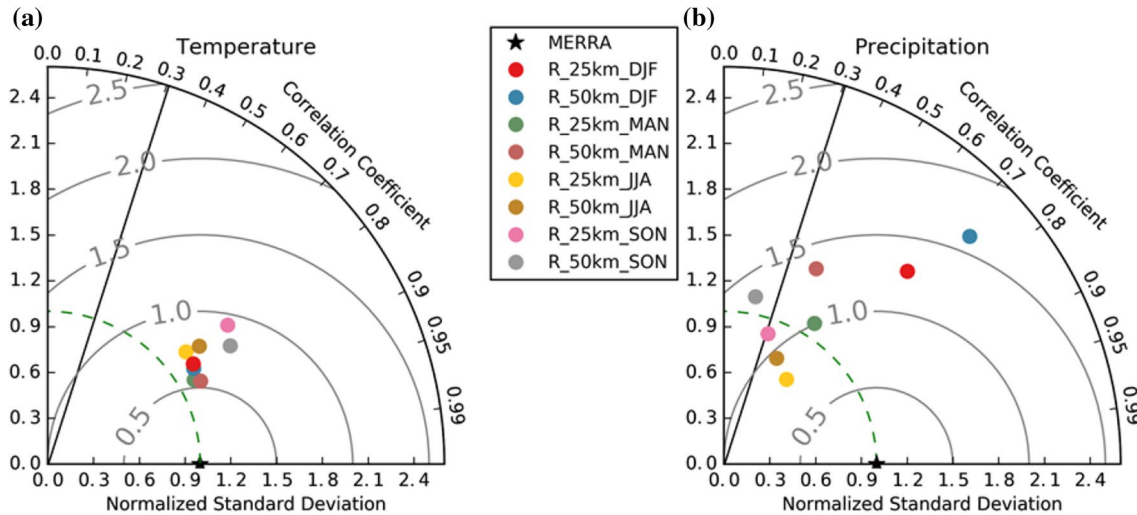 (a)
Temperature
0.0 0.1 0.2 0.3 0.4 0.5 0.6 0.7 0.8 0.9 0.95 0.99
Correlation Coefficient
2.4
2.1
1.8
1.5
1.2
0.9
0.6
0.3
0.0
2.5
2.0
1.5
1.0
0.5
0.0 0.3 0.6 0.9 1.2 1.5 1.8 2.1 2.4
Normalized Standard Deviation
MERRA
R_25km_DJF
R_50km_DJF
R_25km_MAN
R_50km_MAN
R_25km_JJA
R_50km_JJA
R_25km_SON
R_50km_SON
(b)
Precipitation
0.0 0.1 0.2 0.3 0.4 0.5 0.6 0.7 0.8 0.9 0.95 0.99
Correlation Coefficient
2.4
2.1
1.8
1.5
1.2
0.9
0.6
0.3
0.0
2.5
2.0
1.5
1.0
0.5
0.0 0.3 0.6 0.9 1.2 1.5 1.8 2.1 2.4
Normalized Standard Deviation